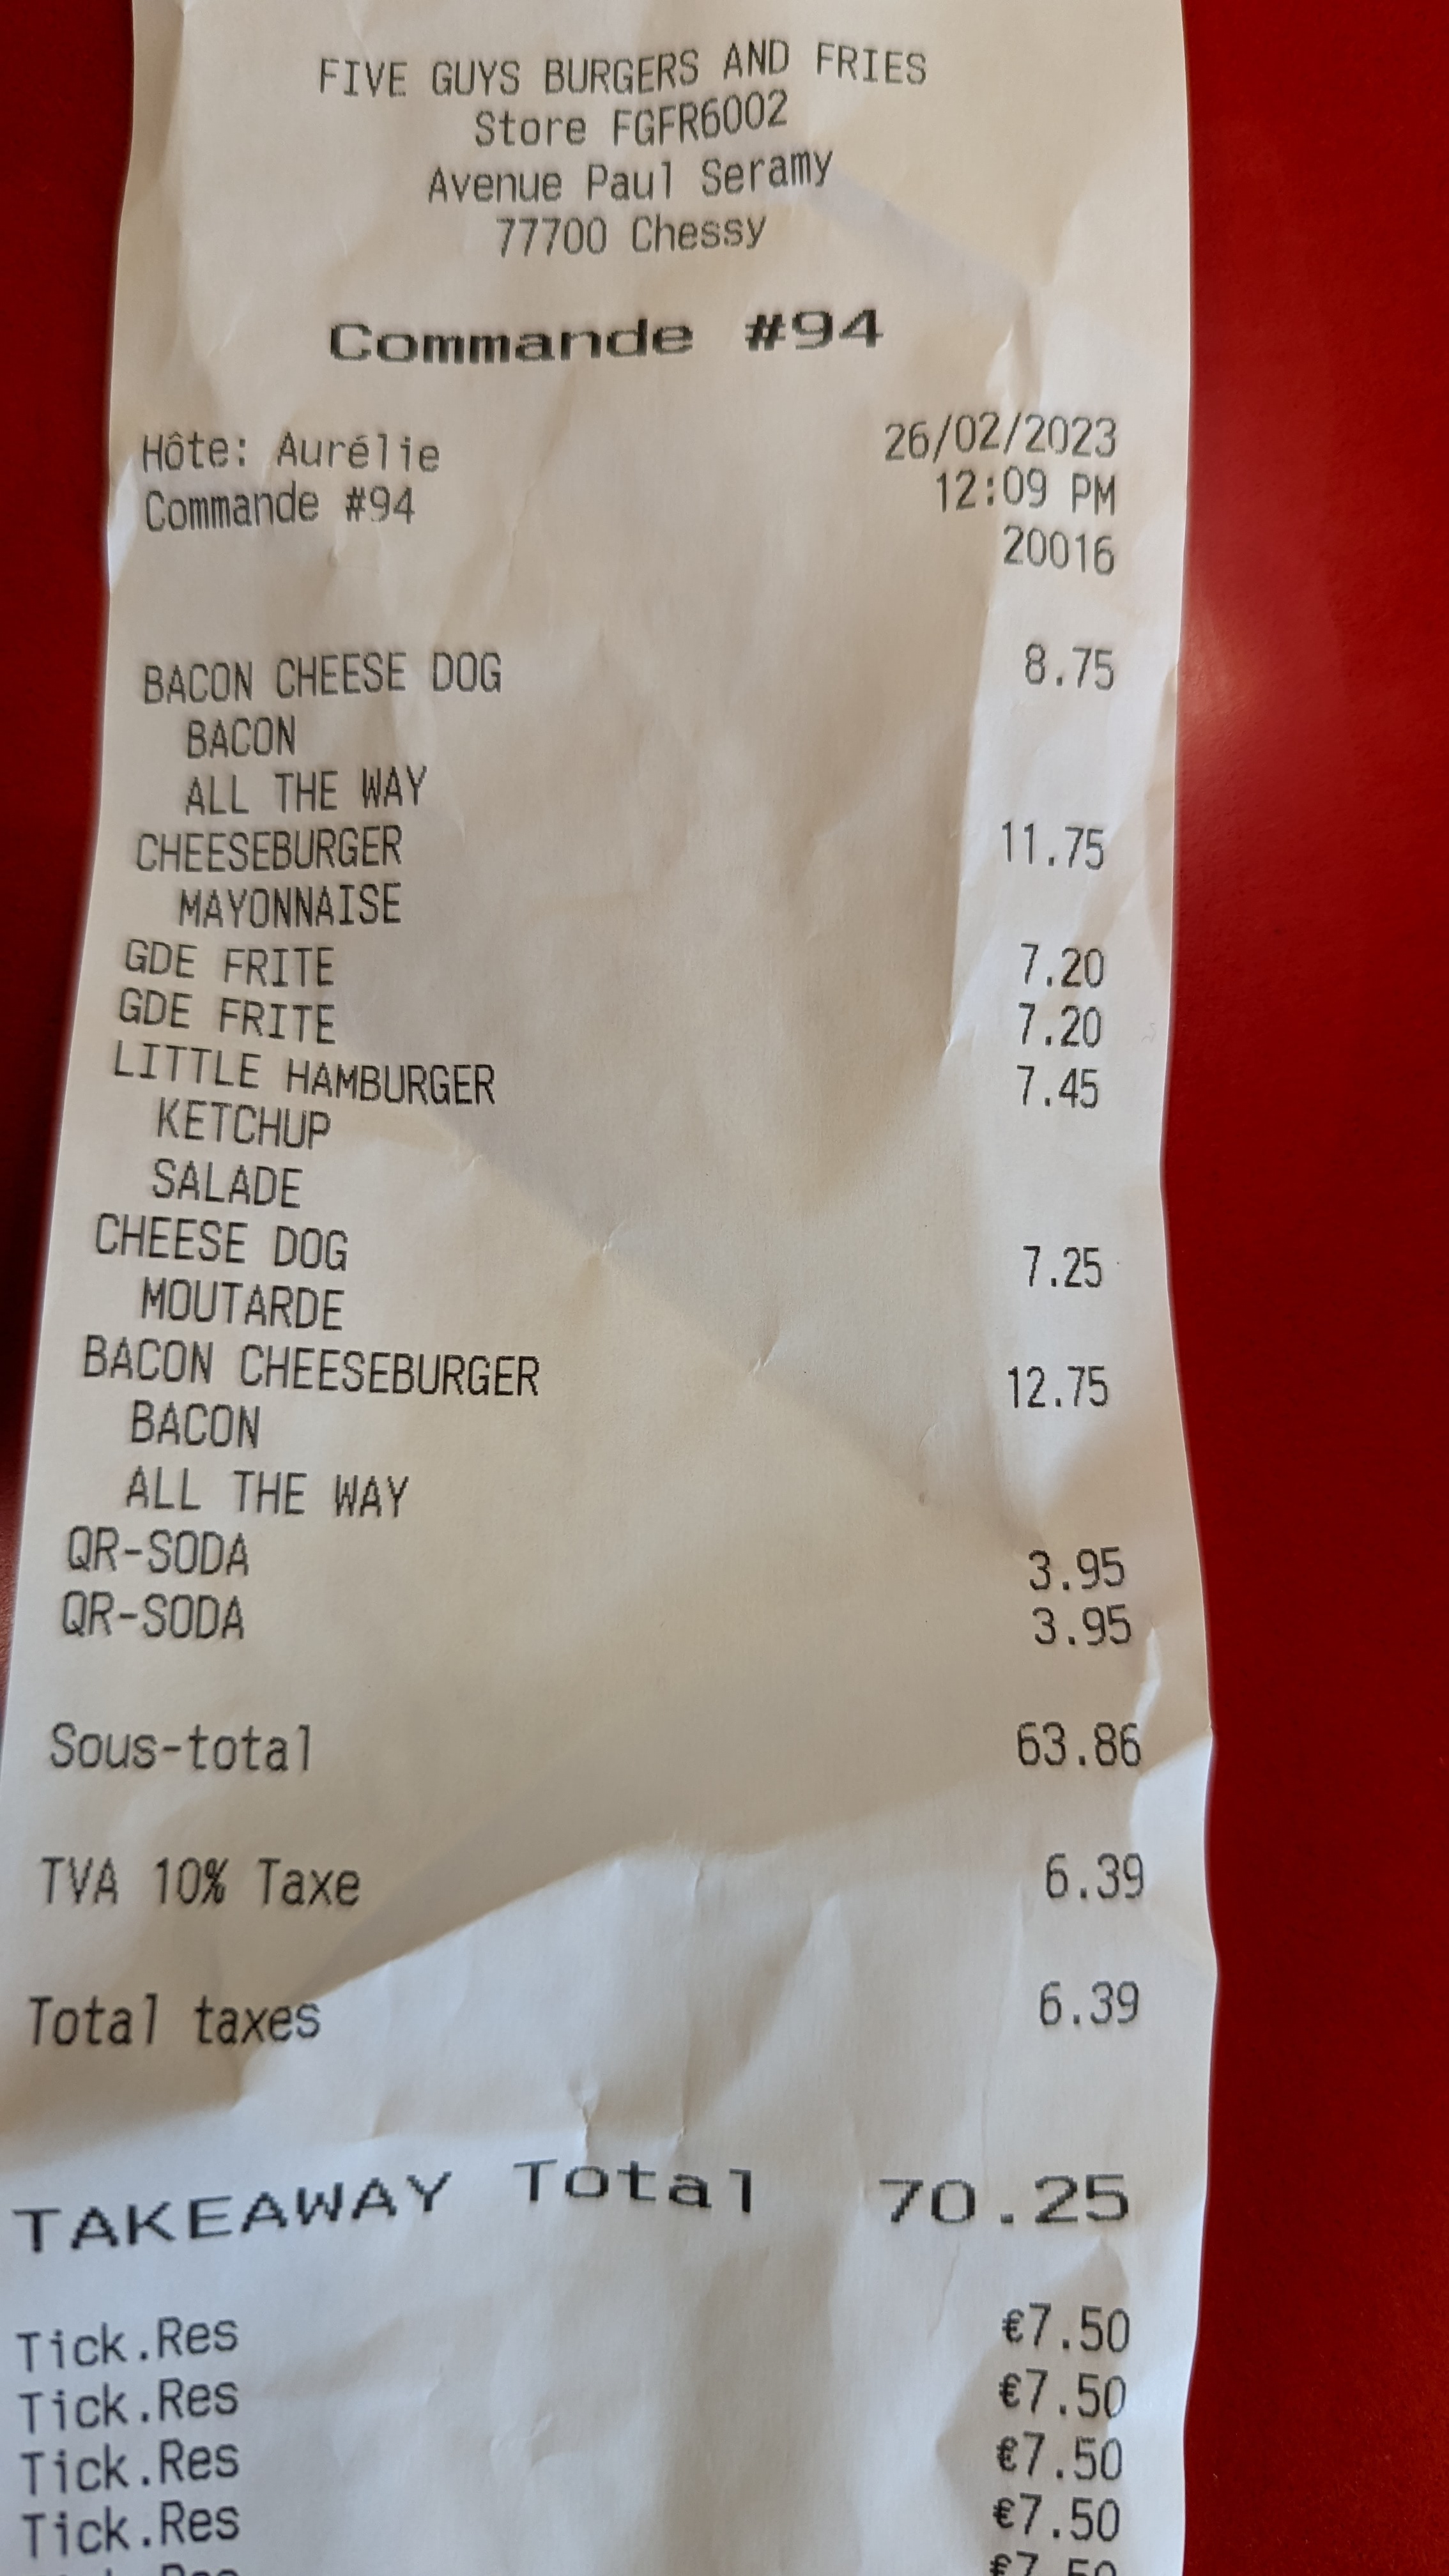 FIVE GUYS BURGERS AND FRIES
Store FGFR6002
Avenue Paul Seramy
77700 Chessy
Commande #94
Hôte: Aurélie 26/02/2023
Commande #94 12:09 PM
20016
BACON CHEESE DOG 8.75
BACON
ALL THE WAY
CHEESEBURGER 11.75
MAYONNAISE
GDE FRITE 7.20
GDE FRITE 7.20
LITTLE HAMBURGER 7.45
KETCHUP
SALADE
CHEESE DOG 7.25
MOUTARDE
BACON CHEESEBURGER 12.75
BACON
ALL THE WAY
QR-SODA 3.95
QR-SODA 3.95
Sous-total 63.86
TVA 10% Taxe 6.39
Total taxes 6.39
TAKEAWAY Total 70.25
Tick.Res €7.50
Tick.Res €7.50
Tick.Res €7.50
Tick.Res €7.50